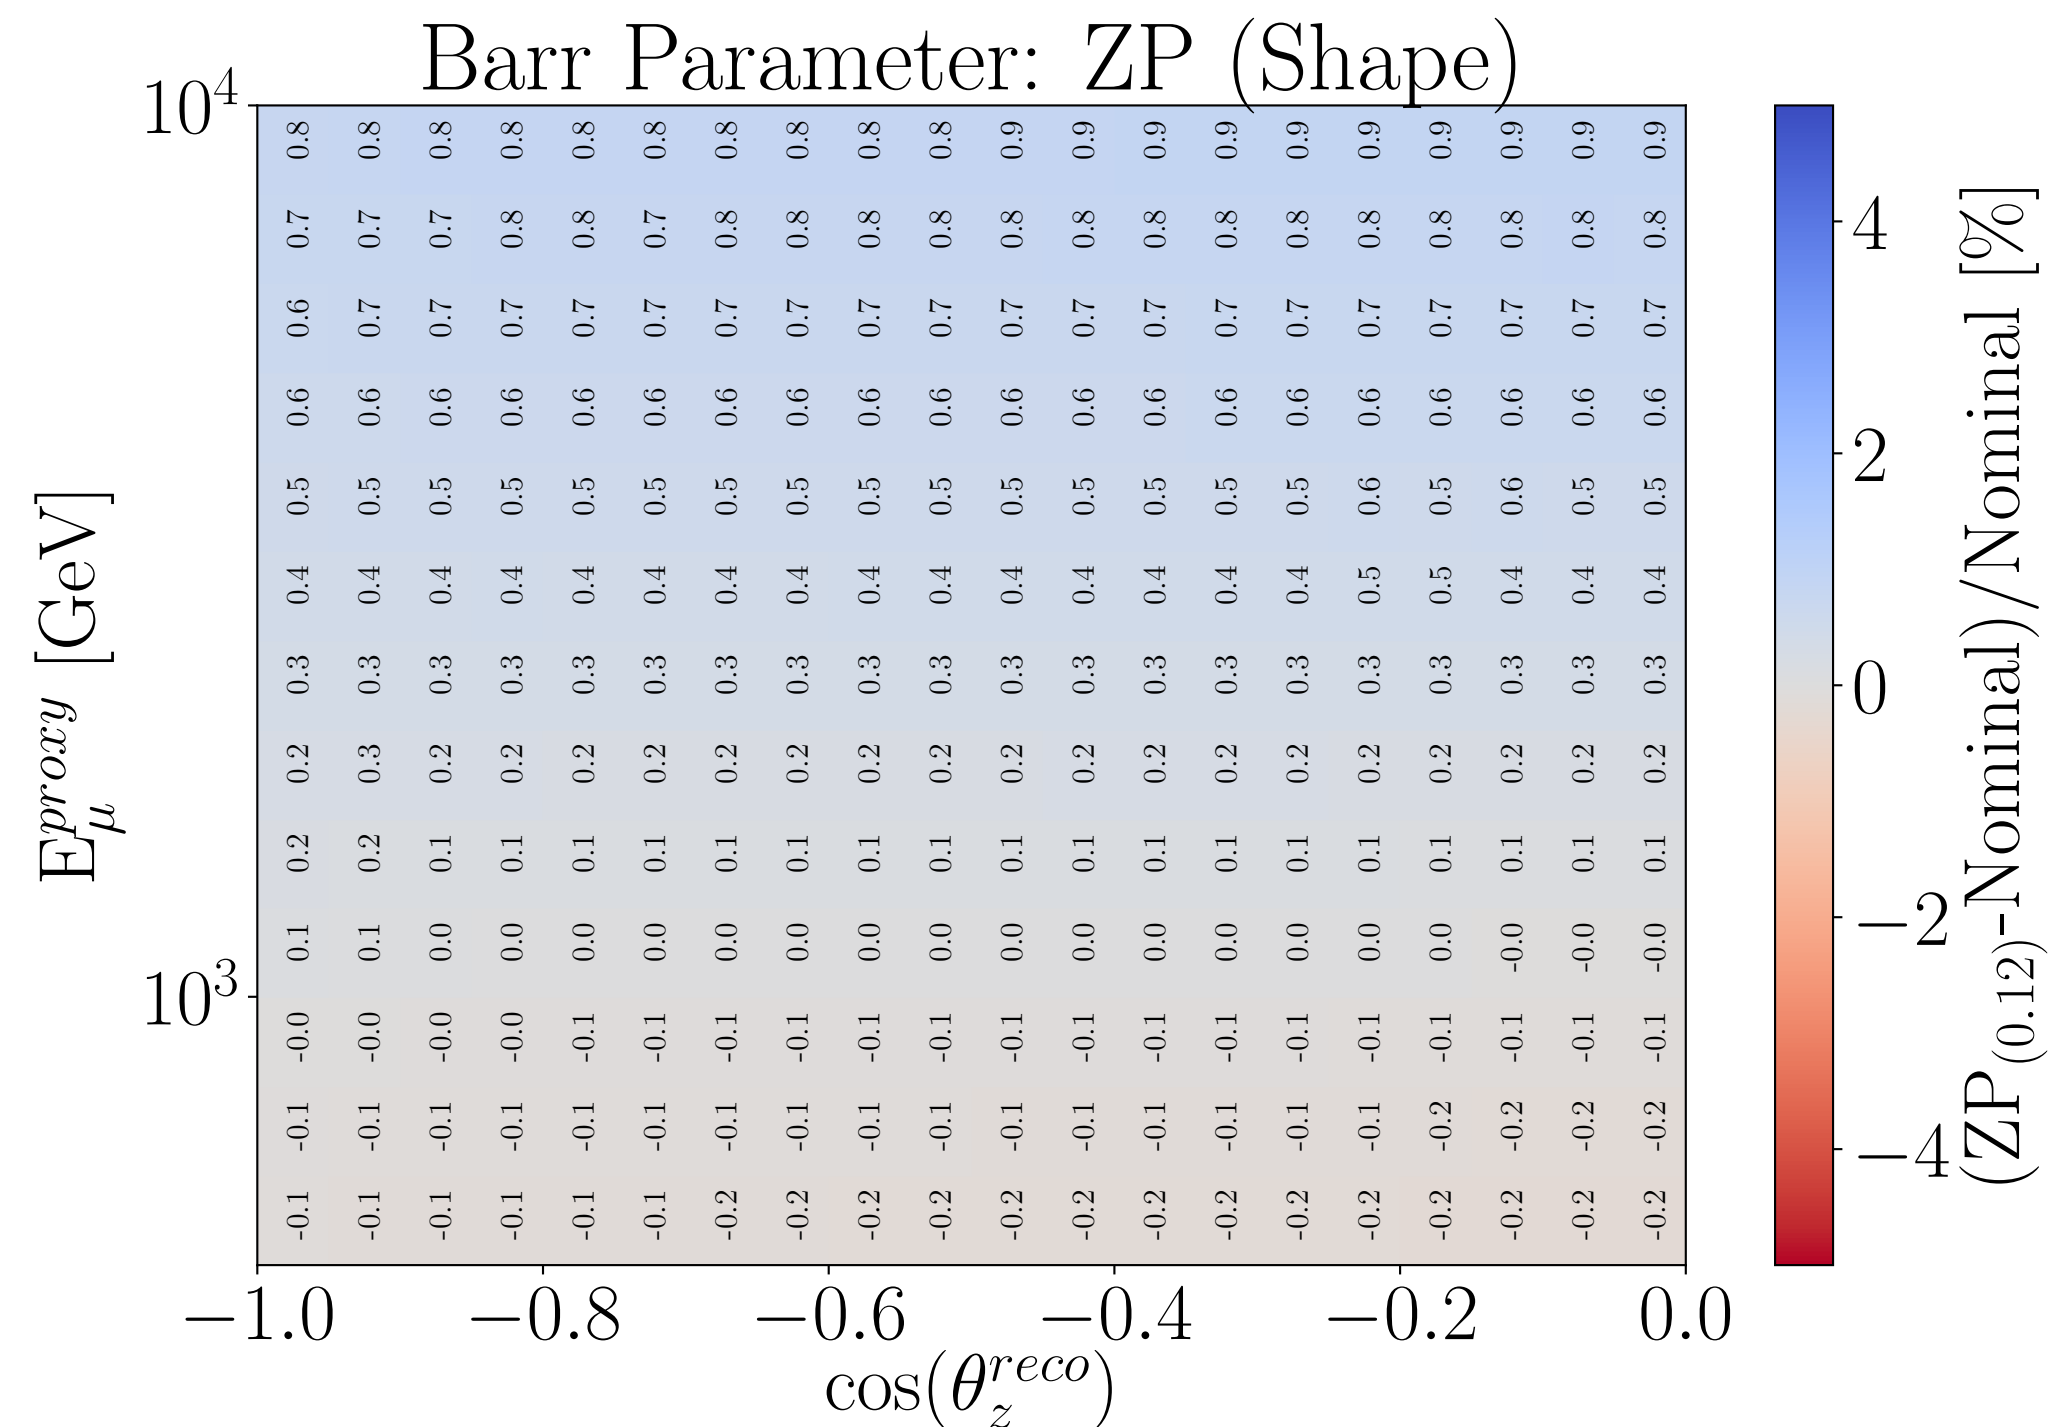 Barr Parameter: ZP (Shape)
10^4
0.8 0.8 0.8 0.8 0.8 0.8 0.8 0.8 0.8 0.8 0.9 0.9 0.9 0.9 0.9 0.9 0.9 0.9 0.9 0.9
0.7 0.7 0.7 0.8 0.8 0.7 0.8 0.8 0.8 0.8 0.8 0.8 0.8 0.8 0.8 0.8 0.8 0.8 0.8 0.8
0.6 0.7 0.7 0.7 0.7 0.7 0.7 0.7 0.7 0.7 0.7 0.7 0.7 0.7 0.7 0.7 0.7 0.7 0.7 0.7
0.6 0.6 0.6 0.6 0.6 0.6 0.6 0.6 0.6 0.6 0.6 0.6 0.6 0.6 0.6 0.6 0.6 0.6 0.6 0.6
0.5 0.5 0.5 0.5 0.5 0.5 0.5 0.5 0.5 0.5 0.5 0.5 0.5 0.5 0.5 0.6 0.5 0.6 0.5 0.5
0.4 0.4 0.4 0.4 0.4 0.4 0.4 0.4 0.4 0.4 0.4 0.4 0.4 0.4 0.4 0.5 0.5 0.4 0.4 0.4
0.3 0.3 0.3 0.3 0.3 0.3 0.3 0.3 0.3 0.3 0.3 0.3 0.3 0.3 0.3 0.3 0.3 0.3 0.3 0.3
0.2 0.3 0.2 0.2 0.2 0.2 0.2 0.2 0.2 0.2 0.2 0.2 0.2 0.2 0.2 0.2 0.2 0.2 0.2 0.2
0.2 0.2 0.1 0.1 0.1 0.1 0.1 0.1 0.1 0.1 0.1 0.1 0.1 0.1 0.1 0.1 0.1 0.1 0.1 0.1
0.1 0.1 0.0 0.0 0.0 0.0 0.0 0.0 0.0 0.0 0.0 0.0 0.0 0.0 0.0 0.0 0.0 -0.0 -0.0 -0.0
10^3
-0.0 -0.0 -0.0 -0.0 -0.1 -0.1 -0.1 -0.1 -0.1 -0.1 -0.1 -0.1 -0.1 -0.1 -0.1 -0.1 -0.1 -0.1 -0.1 -0.1
-0.1 -0.1 -0.1 -0.1 -0.1 -0.1 -0.1 -0.1 -0.1 -0.1 -0.1 -0.1 -0.1 -0.1 -0.1 -0.1 -0.2 -0.2 -0.2 -0.2
-0.1 -0.1 -0.1 -0.1 -0.1 -0.1 -0.2 -0.2 -0.2 -0.2 -0.2 -0.2 -0.2 -0.2 -0.2 -0.2 -0.2 -0.2 -0.2 -0.2
−1.0 −0.8 −0.6 −0.4 −0.2 0.0
cos(θ_z^{reco})
E_μ^{proxy} [GeV]
4
2
0
−2
−4
(ZP_{(0.12)}-Nominal)/Nominal [%]